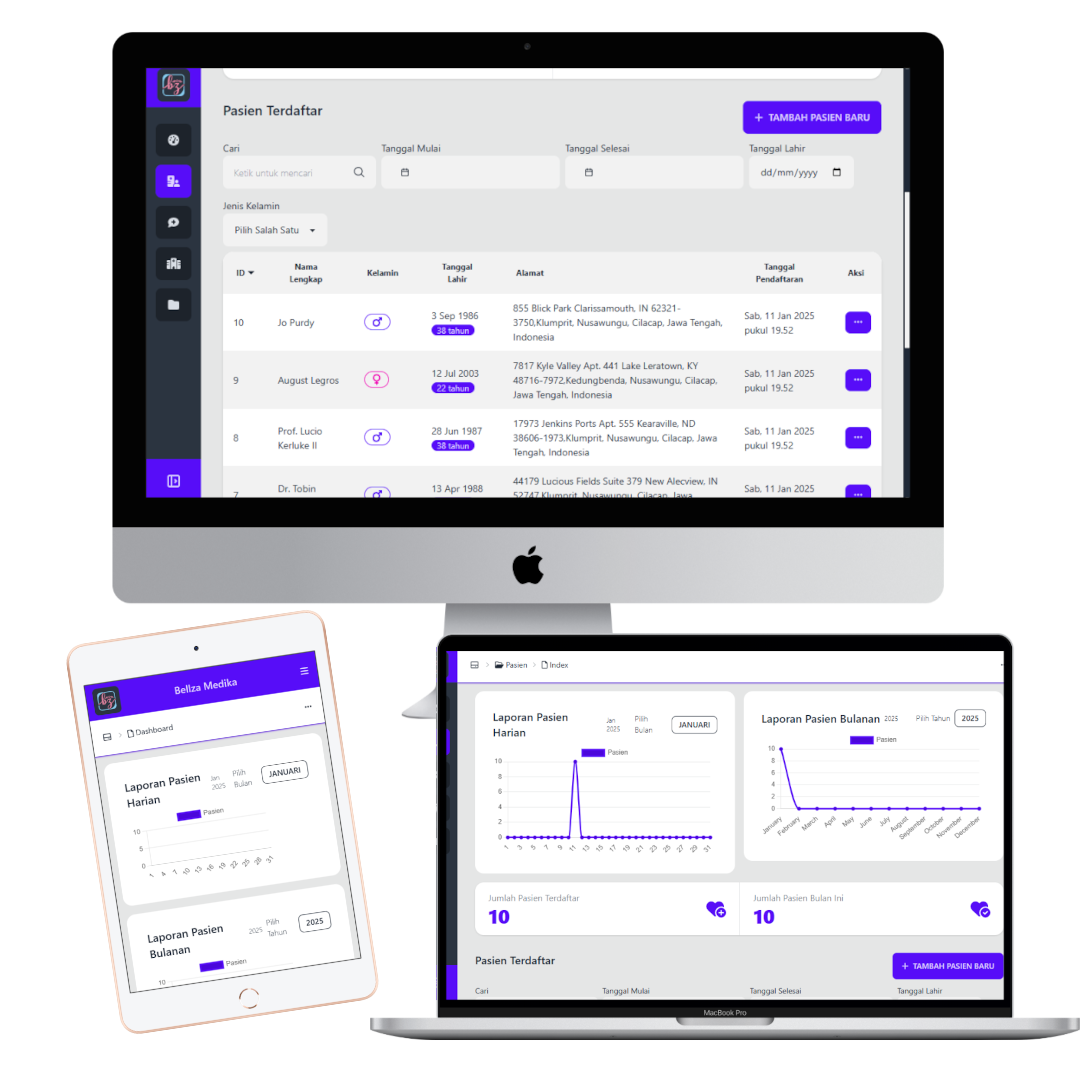 bz
Pasien Terdaftar
+ TAMBAH PASIEN BARU
Cari
Tanggal Mulai
Tanggal Selesai
Tanggal Lahir
Ketik untuk mencari
dd/mm/yyyy
Jenis Kelamin
Pilih Salah Satu
ID
Nama Lengkap
Kelamin
Tanggal Lahir
Alamat
Tanggal Pendaftaran
Aksi
10
Jo Purdy
3 Sep 1986
38 tahun
855 Blick Park Clarissamouth, IN 62321-
3750,Klumprit, Nusawungu, Cilacap, Jawa Tengah,
Indonesia
Sab, 11 Jan 2025
pukul 19.52
9
August Legros
12 Jul 2003
22 tahun
7817 Kyle Valley Apt. 441 Lake Leratown, KY
48716-7972,Kedungbenda, Nusawungu, Cilacap,
Jawa Tengah, Indonesia
Sab, 11 Jan 2025
pukul 19.52
8
Prof. Lucio
Kerluke II
28 Jun 1987
38 tahun
17973 Jenkins Ports Apt. 555 Kearaville, ND
38606-1973,Klumprit, Nusawungu, Cilacap, Jawa
Tengah, Indonesia
Sab, 11 Jan 2025
pukul 19.52
7
Dr. Tobin
13 Apr 1988
44179 Lucious Fields Suite 379 New Alecview, IN
52747,Klumprit, Nusawungu, Cilacap, Jawa
Sab, 11 Jan 2025
bz
Bellza Medika
Dashboard
Laporan Pasien
Harian
Jan
2025
Pilih
Bulan
JANUARI
Pasien
10
5
0
1 4 7 10 13 16 19 22 25 28 31
Laporan Pasien
Bulanan
2025
Pilih
Tahun
2025
Pasien
10
Pasien
Index
Laporan Pasien
Harian
Jan
2025
Pilih
Bulan
JANUARI
Pasien
10
8
6
4
2
0
1 3 5 7 9 11 13 15 17 19 21 23 25 27 29 31
Laporan Pasien Bulanan
2025
Pilih Tahun
2025
Pasien
10
8
6
4
2
0
January February March April May June July August September October November December
Jumlah Pasien Terdaftar
10
Jumlah Pasien Bulan Ini
10
Pasien Terdaftar
+ TAMBAH PASIEN BARU
Cari
Tanggal Mulai
Tanggal Selesai
Tanggal Lahir
MacBook Pro